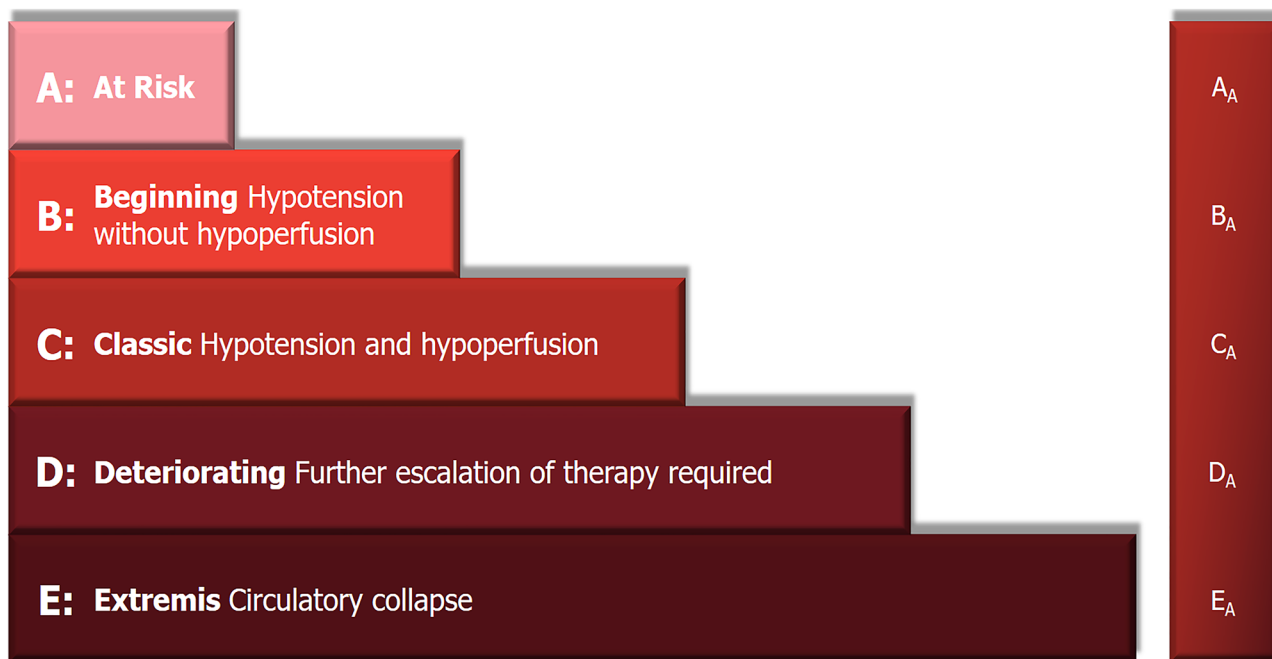 A: At Risk
B: Beginning Hypotension
without hypoperfusion
C: Classic Hypotension and hypoperfusion
D: Deteriorating Further escalation of therapy required
E: Extremis Circulatory collapse
AA
BA
CA
DA
EA